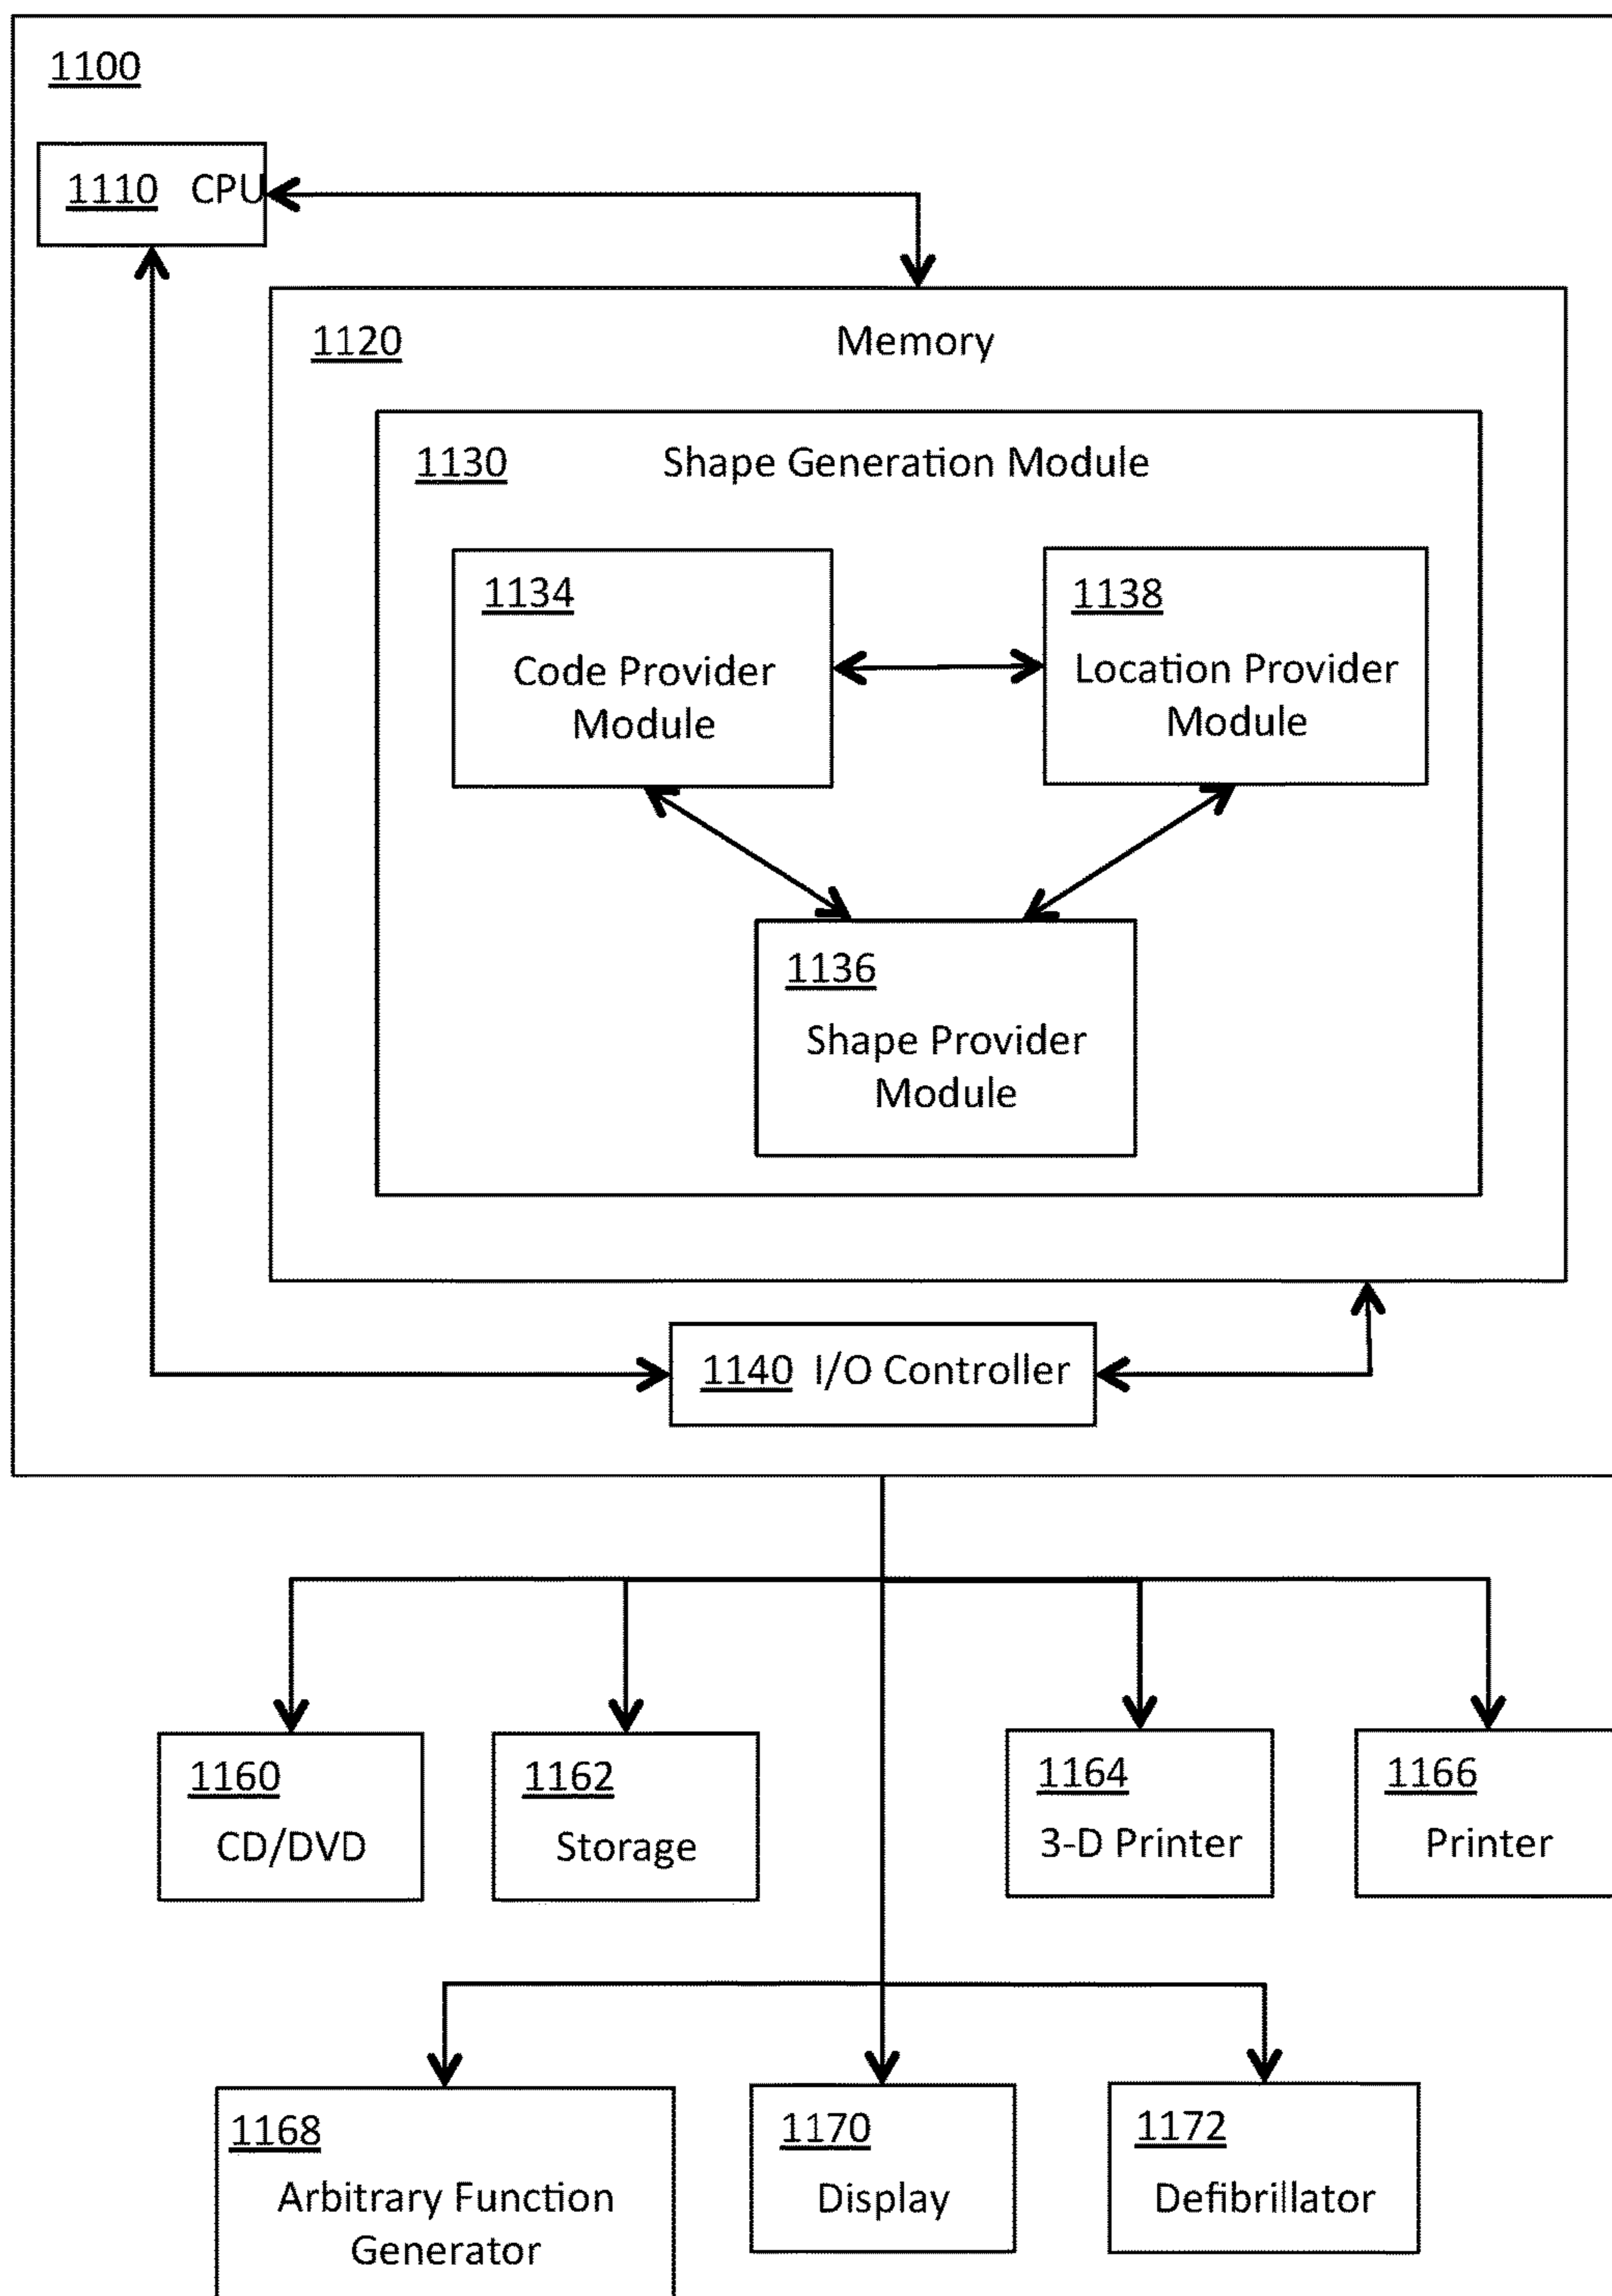 1100
1110 CPU
1120 Memory
1130 Shape Generation Module
1134
Code Provider
Module
1138
Location Provider
Module
1136
Shape Provider
Module
1140 I/O Controller
1160
CD/DVD
1162
Storage
1164
3-D Printer
1166
Printer
1168
Arbitrary Function
Generator
1170
Display
1172
Defibrillator